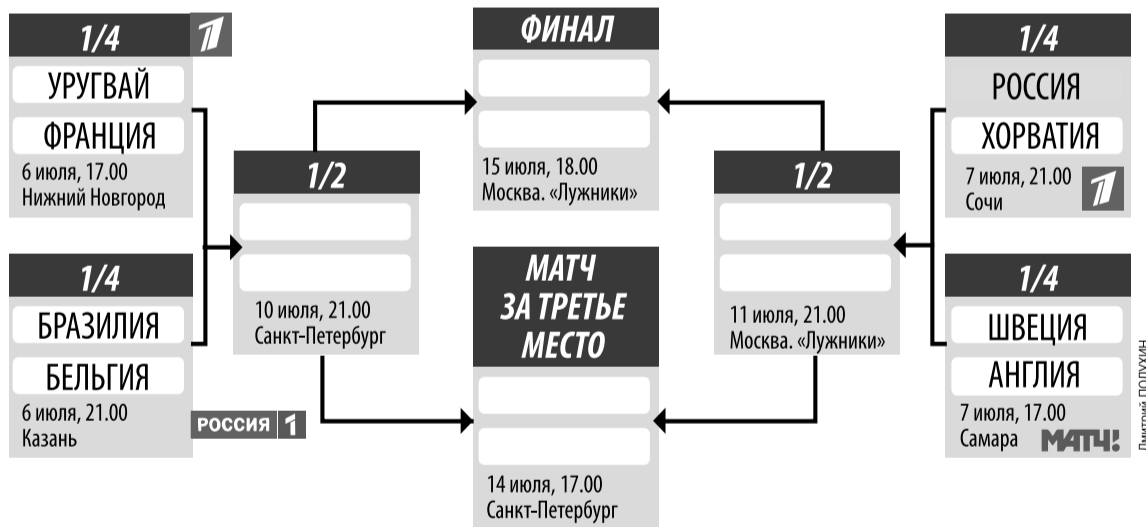 1/4
УРУГВАЙ
ФРАНЦИЯ
6 июля, 17.00
Нижний Новгород
1/4
БРАЗИЛИЯ
БЕЛЬГИЯ
6 июля, 21.00
Казань
РОССИЯ 1
1/2
10 июля, 21.00
Санкт-Петербург
ФИНАЛ
15 июля, 18.00
Москва. «Лужники»
МАТЧ
ЗА ТРЕТЬЕ
МЕСТО
14 июля, 17.00
Санкт-Петербург
1/2
11 июля, 21.00
Москва. «Лужники»
1/4
РОССИЯ
ХОРВАТИЯ
7 июля, 21.00
Сочи
1/4
ШВЕЦИЯ
АНГЛИЯ
7 июля, 17.00
Самара
МАТЧ!
Дмитрий ПОЛУХИН